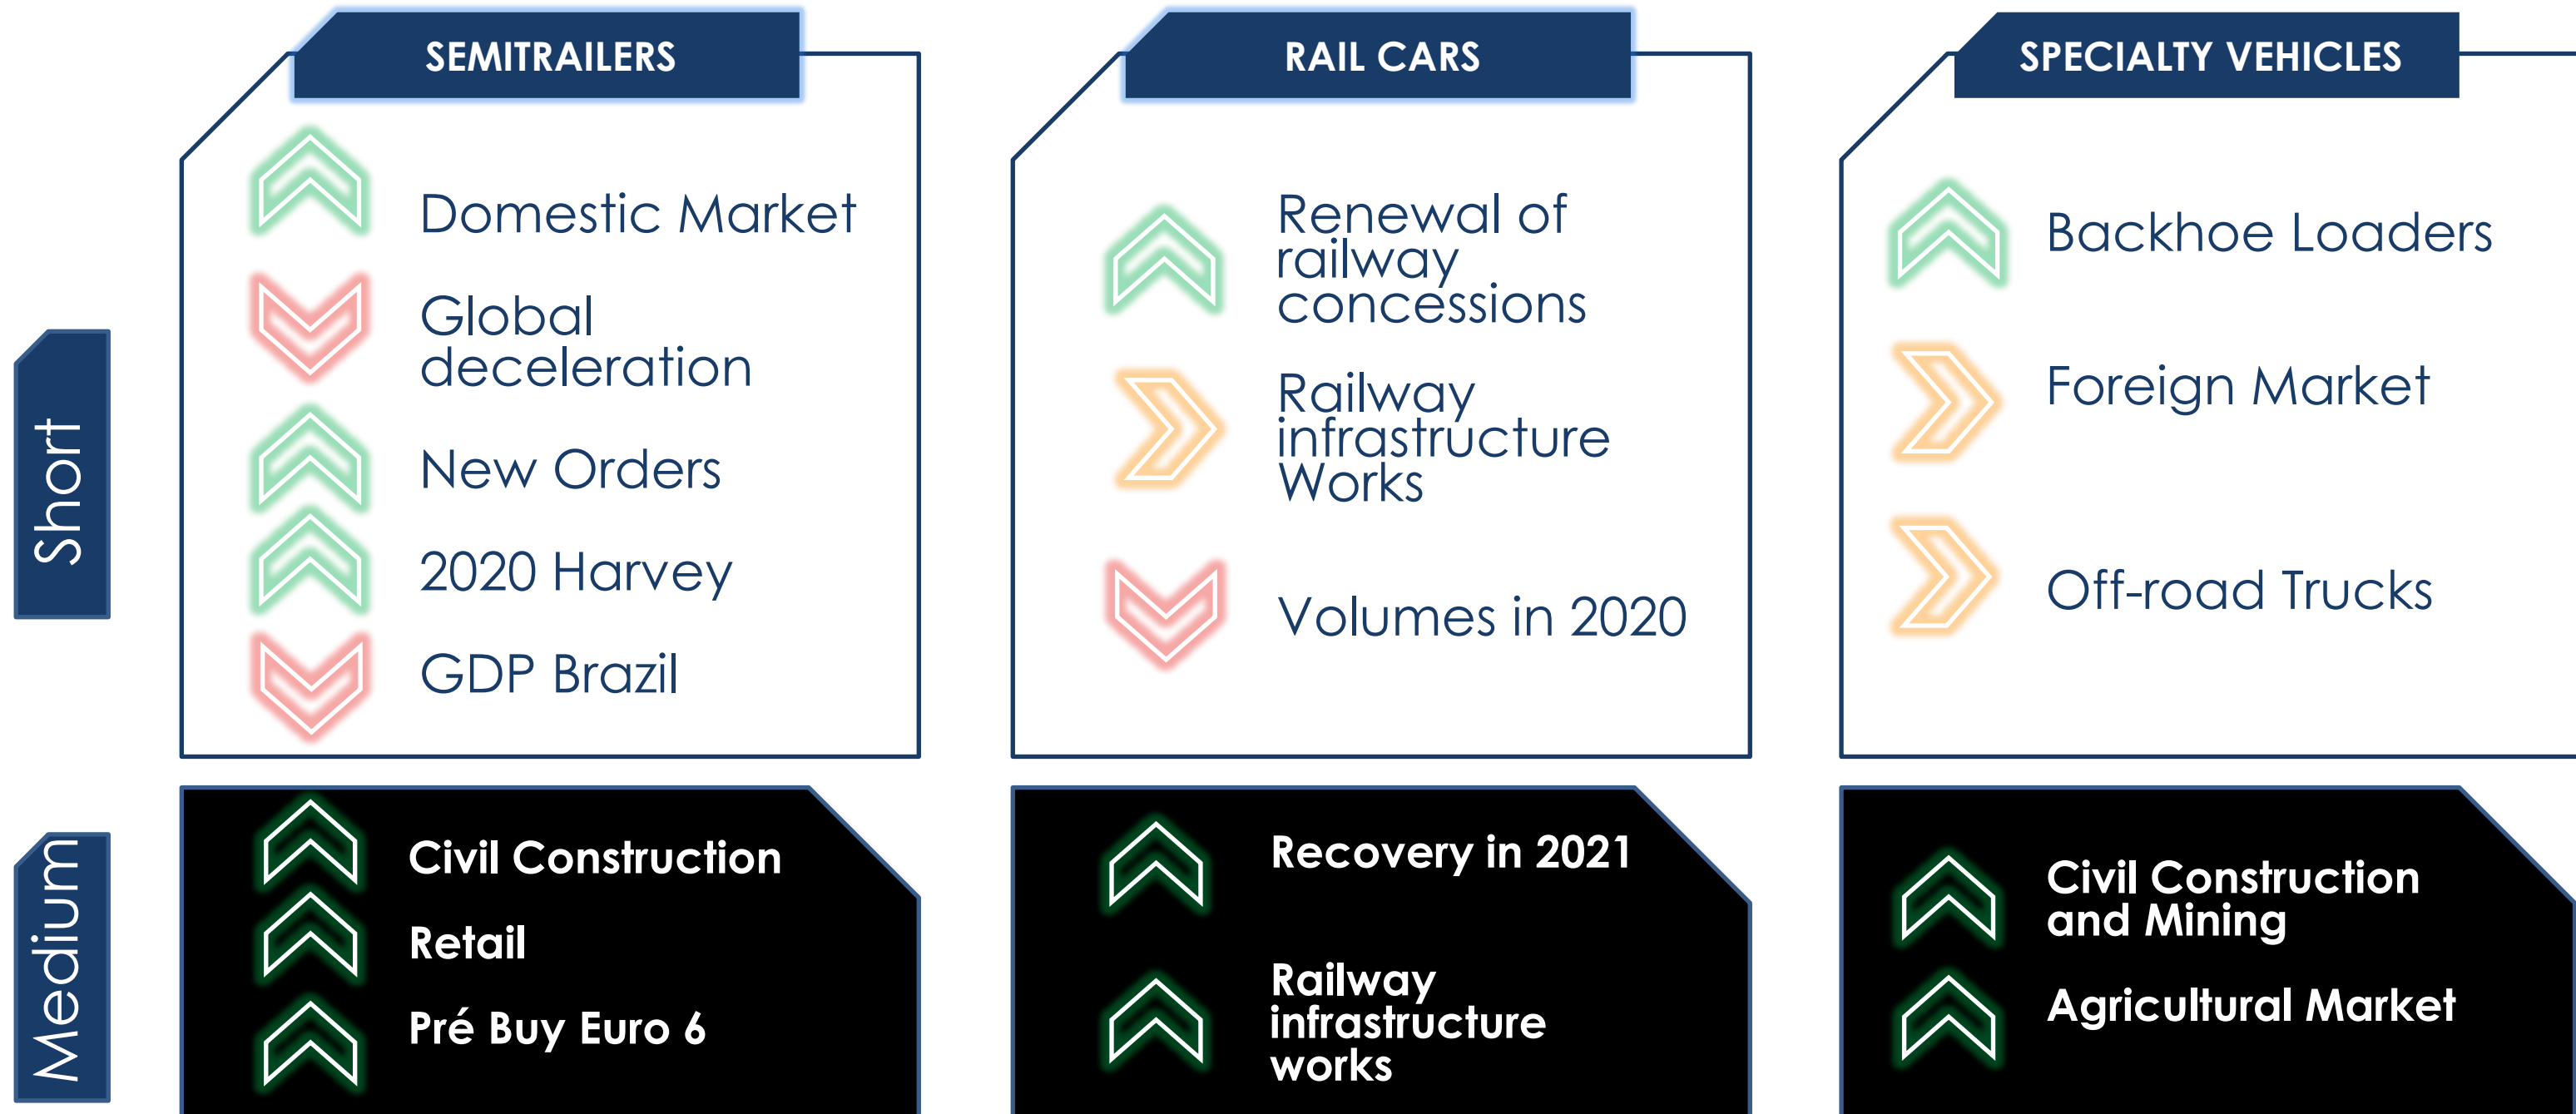 SEMITRAILERS
RAIL CARS
SPECIALTY VEHICLES
Short
Domestic Market
Global
deceleration
New Orders
2020 Harvey
GDP Brazil
Renewal of
railway
concessions
Railway
infrastructure
Works
Volumes in 2020
Backhoe Loaders
Foreign Market
Off-road Trucks
Medium
Civil Construction
Retail
Pré Buy Euro 6
Recovery in 2021
Railway
infrastructure
works
Civil Construction
and Mining
Agricultural Market